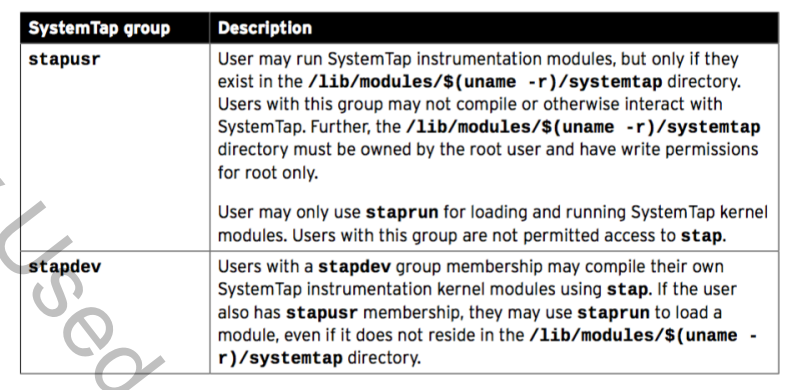 SystemTap group Description
stapusr User may run SystemTap instrumentation modules, but only if they
exist in the /lib/modules/$(uname -r)/systemtap directory.
Users with this group may not compile or otherwise interact with
SystemTap. Further, the /lib/modules/$(uname -r)/systemtap
directory must be owned by the root user and have write permissions
for root only.
User may only use staprun for loading and running SystemTap kernel
modules. Users with this group are not permitted access to stap.
stapdev Users with a stapdev group membership may compile their own
SystemTap instrumentation kernel modules using stap. If the user
also has stapusr membership, they may use staprun to load a
module, even if it does not reside in the /lib/modules/$(uname -
r)/systemtap directory.
Used